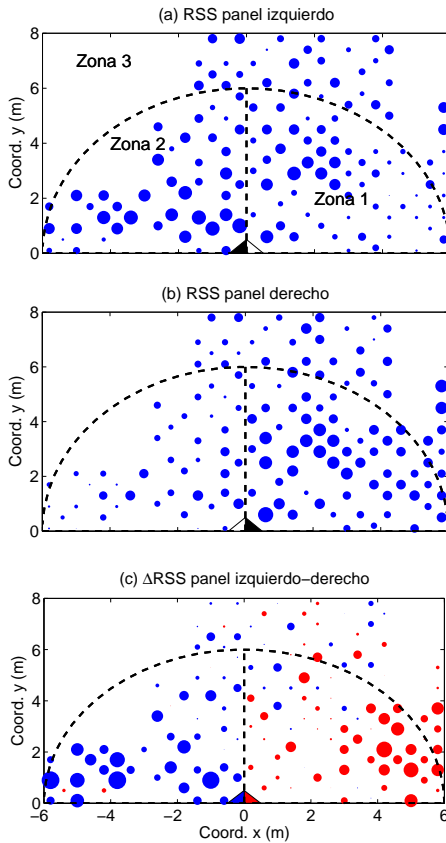 (a) RSS panel izquierdo
8
6
4
2
0
Coord. y (m)
Zona 3
Zona 2
Zona 1
(b) RSS panel derecho
8
6
4
2
0
Coord. y (m)
(c) ΔRSS panel izquierdo−derecho
8
6
4
2
0
Coord. y (m)
−6 −4 −2 0 2 4 6
Coord. x (m)